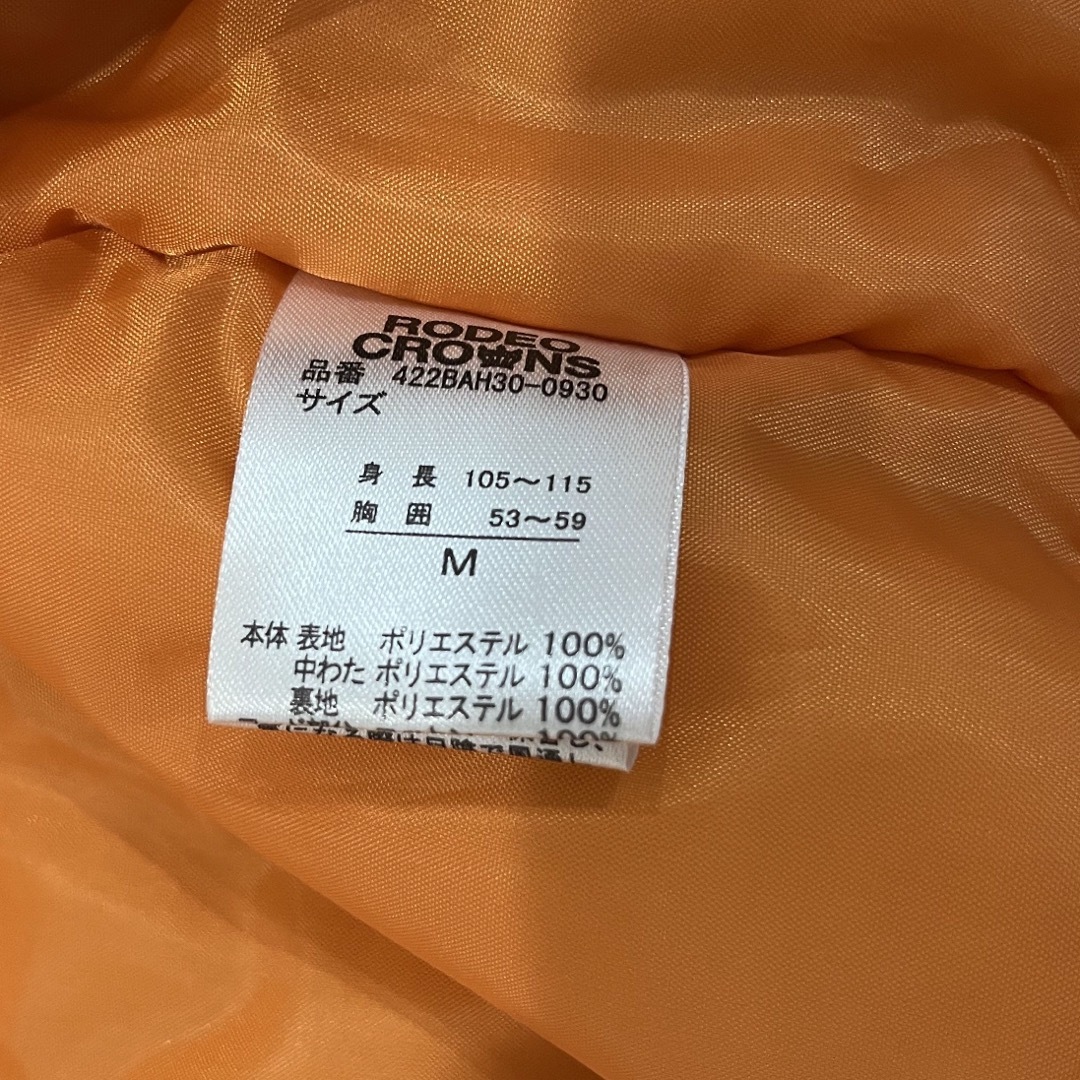 RODEO
CROWNS
品番 422BAH30-0930
サイズ
身長 105～115
胸囲 53～59
M
本体 表地 ポリエステル 100%
中わた ポリエステル 100%
裏地 ポリエステル 100%